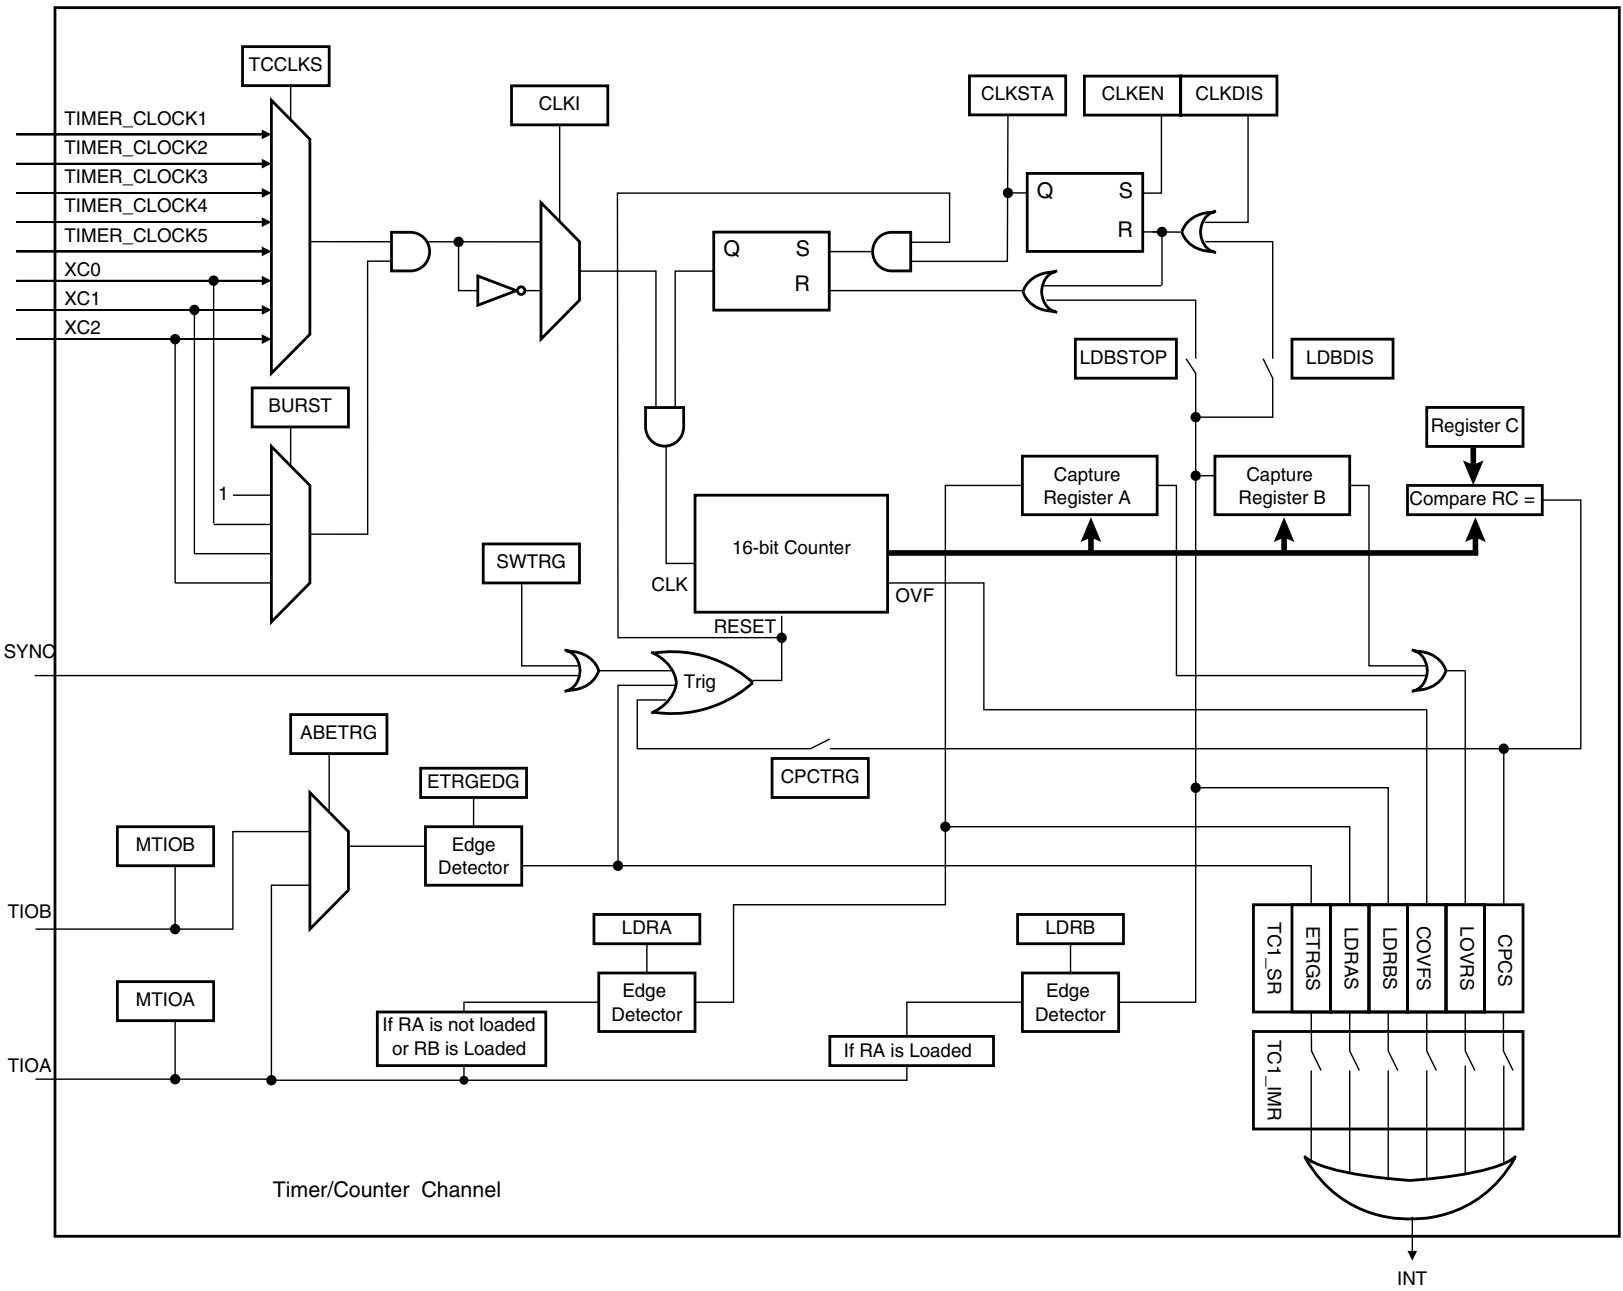 TCCLKS
CLKI
CLKSTA
CLKEN
CLKDIS
TIMER_CLOCK1
TIMER_CLOCK2
TIMER_CLOCK3
TIMER_CLOCK4
TIMER_CLOCK5
XC0
XC1
XC2
Q
S
R
Q
S
R
LDBSTOP
LDBDIS
BURST
1
Register C
Capture
Register A
Capture
Register B
Compare RC =
16-bit Counter
SWTRG
CLK
OVF
RESET
SYNC
Trig
ABETRG
ETRGEDG
CPCTRG
MTIOB
Edge
Detector
TIOB
LDRA
LDRB
MTIOA
Edge
Detector
Edge
Detector
If RA is not loaded
or RB is Loaded
If RA is Loaded
TIOA
TC1_SR
ETRGS
LDRAS
LDRBS
COVFS
LOVRS
CPCS
TC1_IMR
Timer/Counter Channel
INT